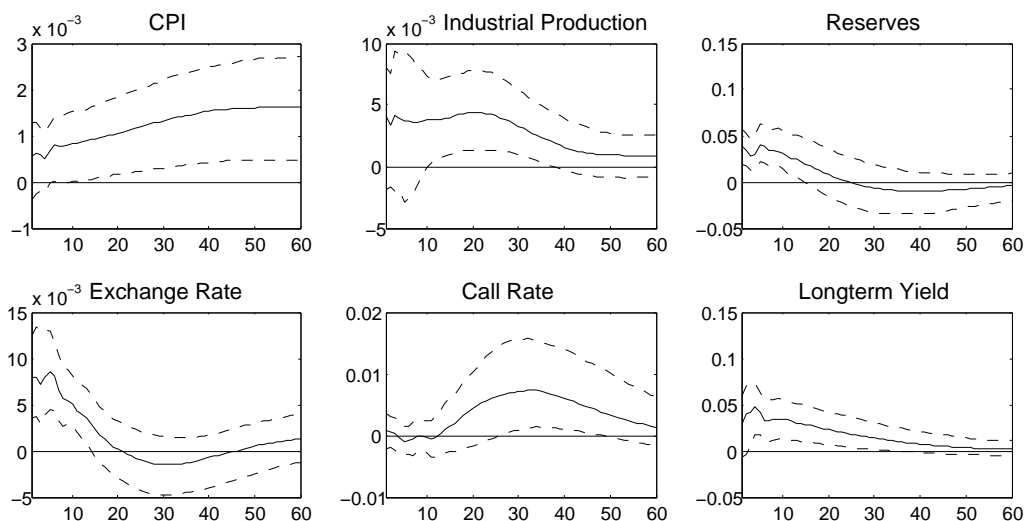 x 10−3 CPI
3
2
1
0
−1
10 20 30 40 50 60
x 10−3 Industrial Production
10
5
0
−5
10 20 30 40 50 60
Reserves
0.15
0.1
0.05
0
−0.05
10 20 30 40 50 60
x 10−3 Exchange Rate
15
10
5
0
−5
10 20 30 40 50 60
Call Rate
0.02
0.01
0
−0.01
10 20 30 40 50 60
Longterm Yield
0.15
0.1
0.05
0
−0.05
10 20 30 40 50 60